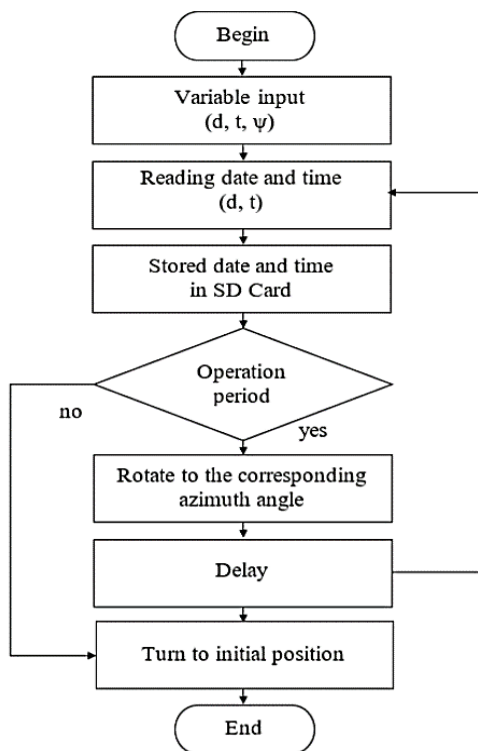 Begin
Variable input
(d, t, ψ)
Reading date and time
(d, t)
Stored date and time
in SD Card
Operation
period
no
yes
Rotate to the corresponding
azimuth angle
Delay
Turn to initial position
End